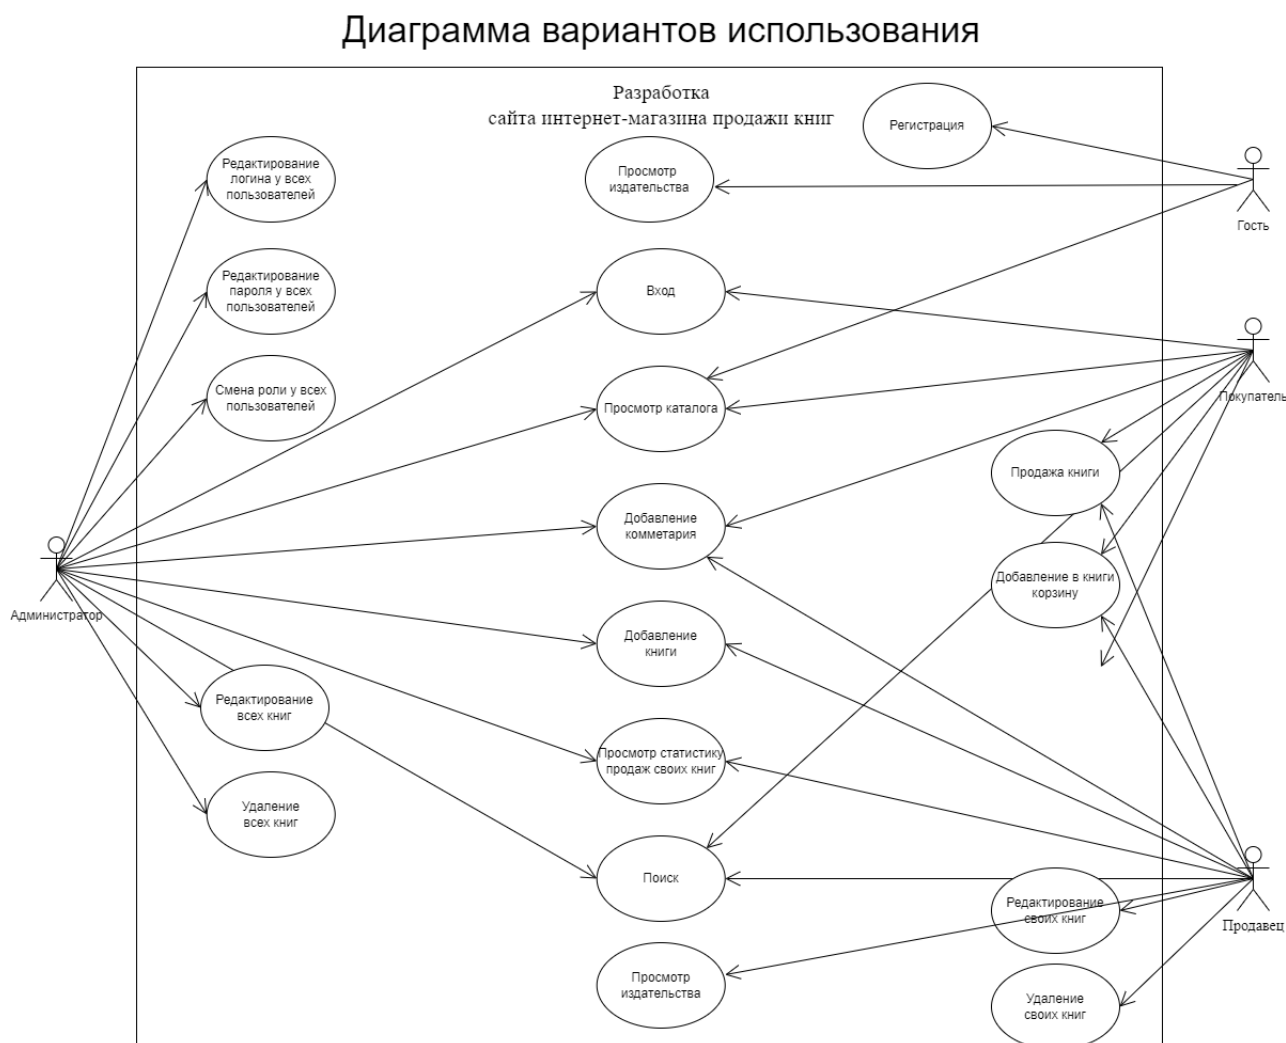 Диаграмма вариантов использования
Разработка
сайта интернет-магазина продажи книг
Регистрация
Редактирование
логина у всех
пользователей
Просмотр
издательства
Гость
Редактирование
пароля у всех
пользователей
Вход
Смена роли у всех
пользователей
Просмотр каталога
Покупатель
Продажа книги
Добавление
комметария
Добавление в книги
корзину
Администратор
Добавление
книги
Редактирование
всех книг
Просмотр статистику
продаж своих книг
Удаление
всех книг
Поиск
Редактирование
своих книг
Продавец
Просмотр
издательства
Удаление
своих книг